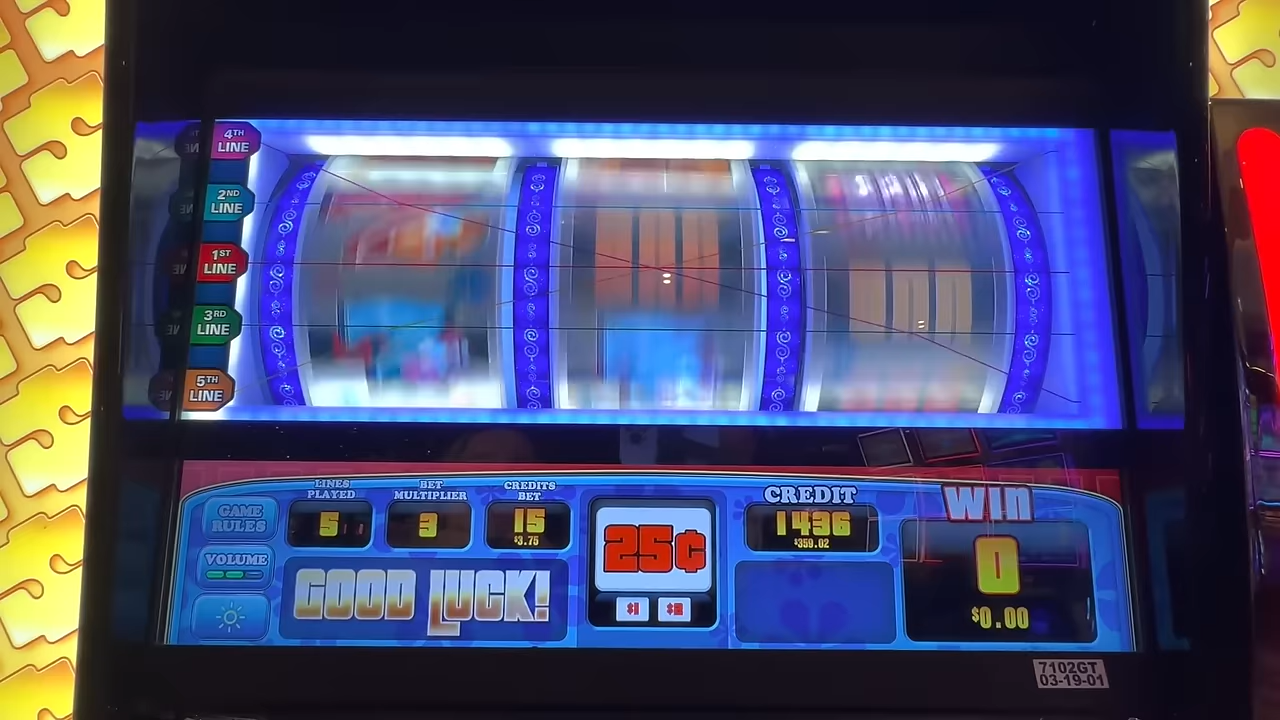 4TH
LINE
2ND
LINE
1ST
LINE
3RD
LINE
5TH
LINE
GAME
RULES
VOLUME
LINES
PLAYED
5
BET
MULTIPLIER
3
CREDITS
BET
15
$3.75
GOOD LUCK!
25¢
$1
CREDIT
1436
$359.02
WIN
0
$0.00
7102GT
03-19-01